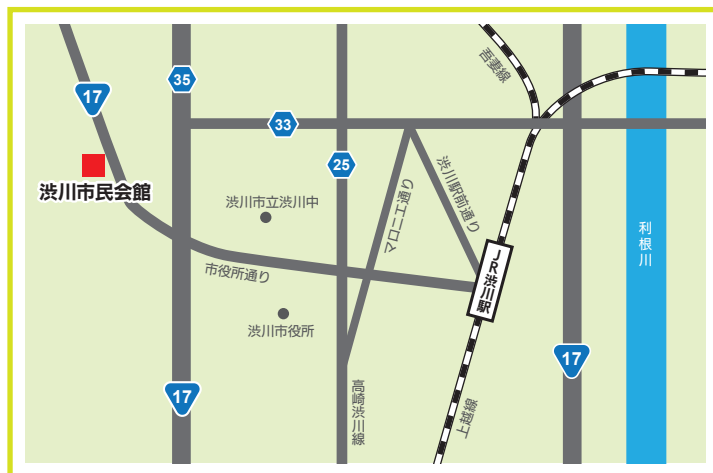 吾妻線
35
17
33
25
渋川市民会館
渋川市立渋川中
マロニエ通り
渋川駅前通り
利根川
市役所通り
JR渋川駅
渋川市役所
17
17
高崎渋川線
上越線